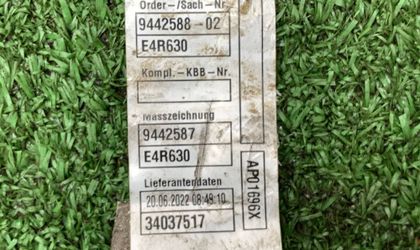 Order-/Sach-Nr.
9442588-02
E4R630
Kompl.-KBB-Nr.
Masszeichnung
9442587
E4R630
Lieferantendaten
20.06.2022 08:49:10
34037517
AP01696X